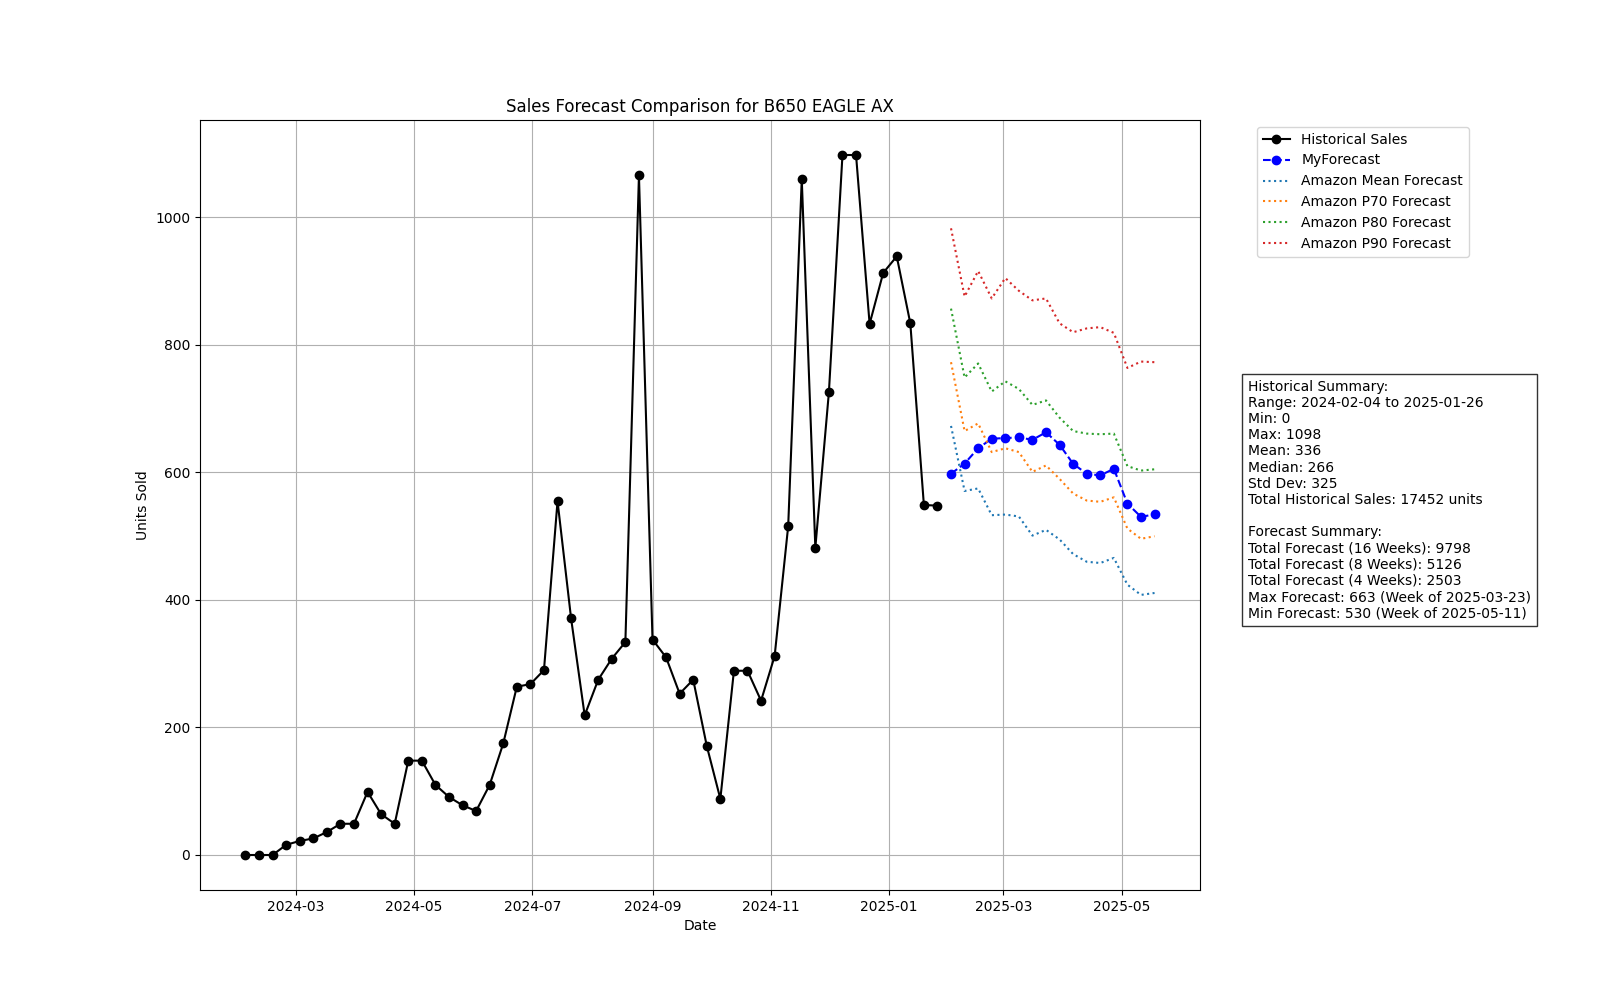 Sales Forecast Comparison for B650 EAGLE AX
Units Sold
1000
800
600
400
200
0
2024-03
2024-05
2024-07
2024-09
2024-11
2025-01
2025-03
2025-05
Date
Historical Sales
MyForecast
Amazon Mean Forecast
Amazon P70 Forecast
Amazon P80 Forecast
Amazon P90 Forecast
Historical Summary:
Range: 2024-02-04 to 2025-01-26
Min: 0
Max: 1098
Mean: 336
Median: 266
Std Dev: 325
Total Historical Sales: 17452 units
Forecast Summary:
Total Forecast (16 Weeks): 9798
Total Forecast (8 Weeks): 5126
Total Forecast (4 Weeks): 2503
Max Forecast: 663 (Week of 2025-03-23)
Min Forecast: 530 (Week of 2025-05-11)